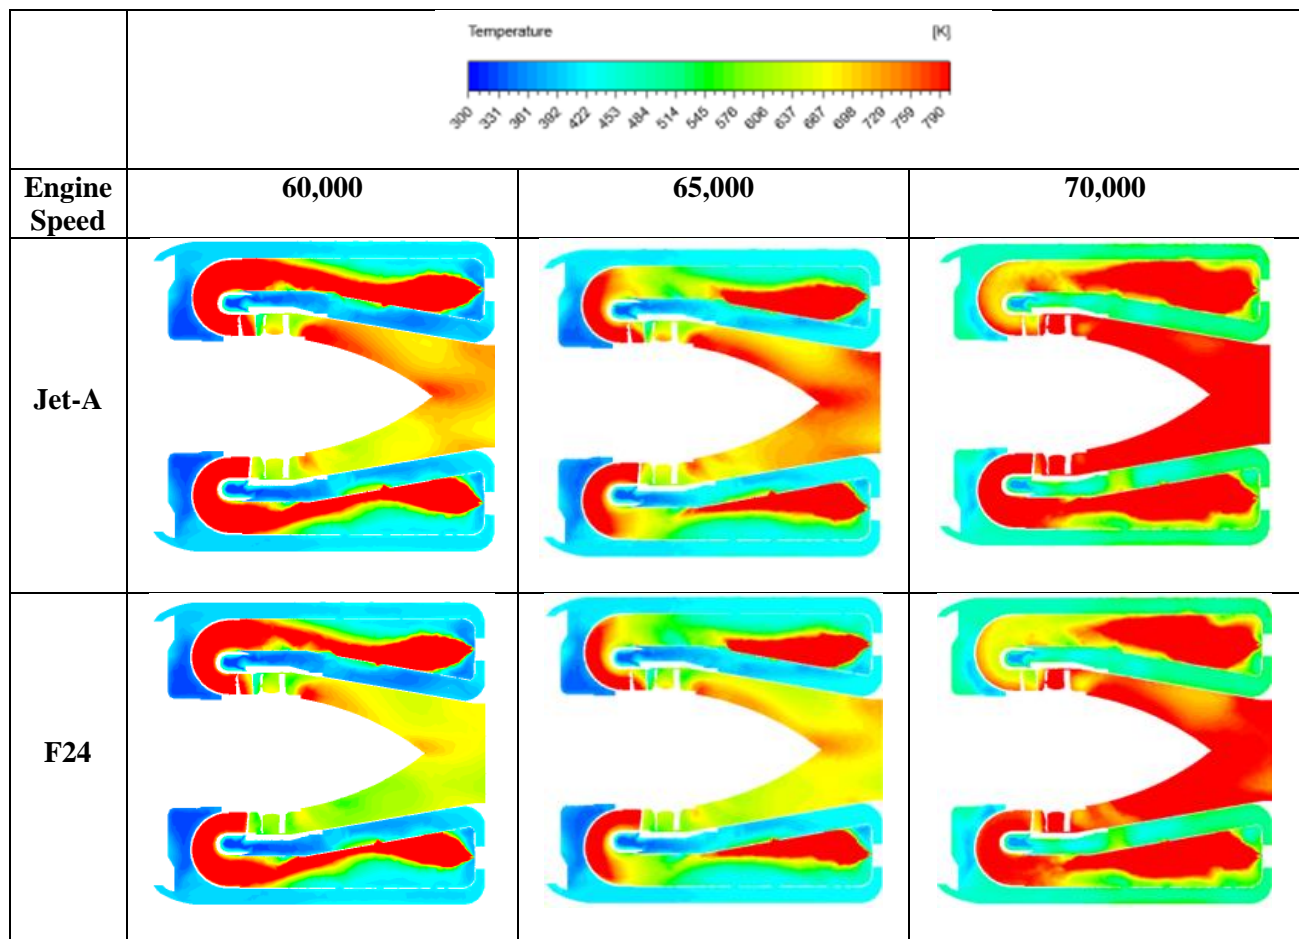 Temperature [K]
300 331 361 392 422 453 484 514 545 576 606 637 667 698 729 759 790
Engine Speed 60,000 65,000 70,000
Jet-A
F24